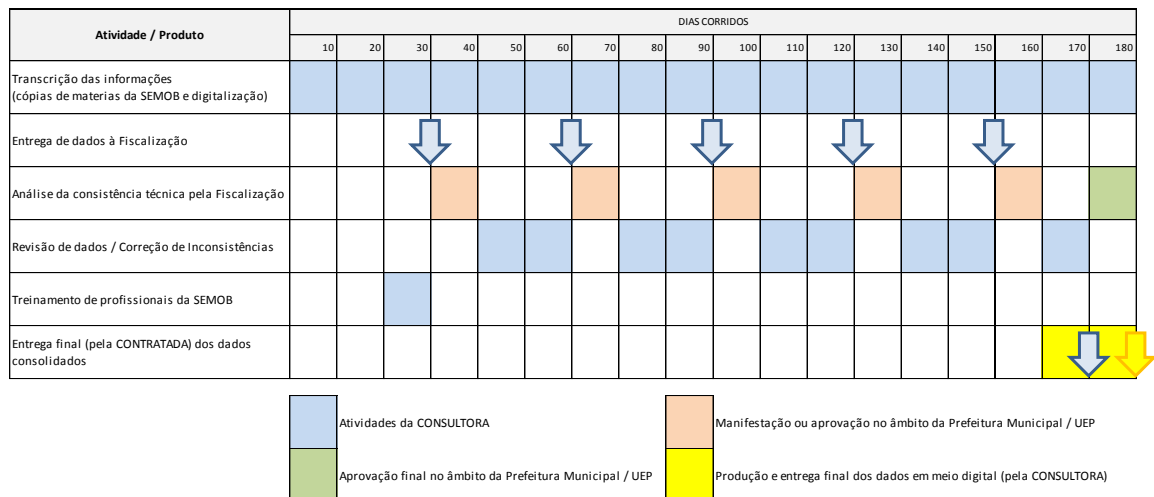 Atividade / Produto
DIAS CORRIDOS
10 20 30 40 50 60 70 80 90 100 110 120 130 140 150 160 170 180
Transcrição das informações
(cópias de materias da SEMOB e digitalização)
Entrega de dados à Fiscalização
Análise da consistência técnica pela Fiscalização
Revisão de dados / Correção de Inconsistências
Treinamento de profissionais da SEMOB
Entrega final (pela CONTRATADA) dos dados
consolidados
Atividades da CONSULTORA
Manifestação ou aprovação no âmbito da Prefeitura Municipal / UEP
Aprovação final no âmbito da Prefeitura Municipal / UEP
Produção e entrega final dos dados em meio digital (pela CONSULTORA)